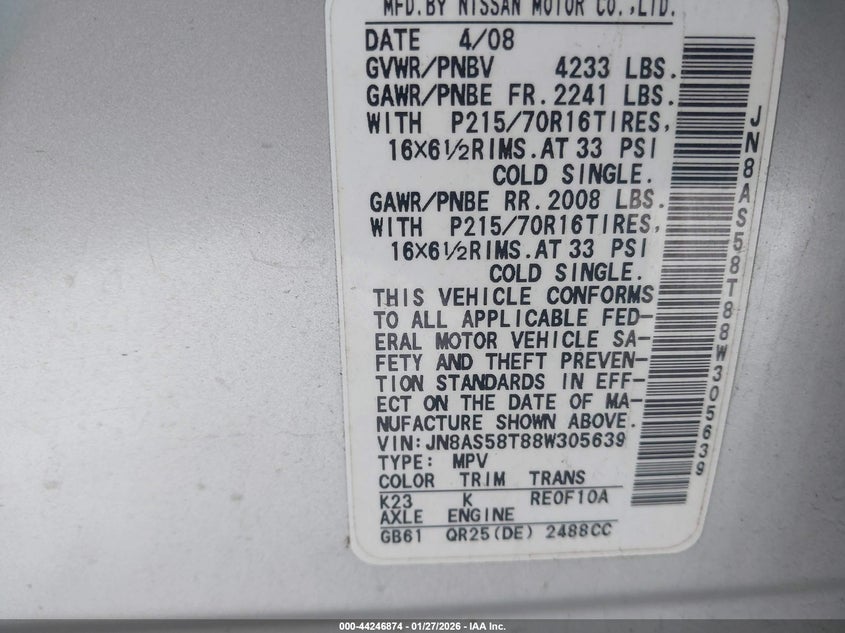 MFD.BY NISSAN MOTOR CO.,LTD.
DATE 4/08
GVWR/PNBV 4233 LBS.
GAWR/PNBE FR.2241 LBS.
WITH P215/70R16TIRES,
16X6½RIMS.AT 33 PSI
COLD SINGLE.
GAWR/PNBE RR.2008 LBS.
WITH P215/70R16TIRES,
16X6½RIMS.AT 33 PSI
COLD SINGLE.
THIS VEHICLE CONFORMS
TO ALL APPLICABLE FED-
ERAL MOTOR VEHICLE SA-
FETY AND THEFT PREVEN-
TION STANDARDS IN EFF-
ECT ON THE DATE OF MA-
NUFACTURE SHOWN ABOVE.
VIN:JN8AS58T88W305639
TYPE: MPV
COLOR TRIM TRANS
K23 K RE0F10A
AXLE ENGINE
GB61 QR25(DE) 2488CC
JN8AS58T88W305639
000-44246874 | 01/27/2026 - IAA Inc.